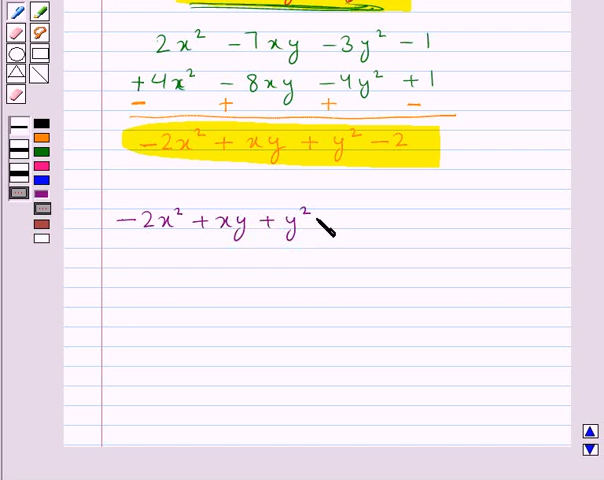 2x² - 7xy - 3y² - 1
+4x² - 8xy - 4y² + 1
- + + -
-2x² + xy + y² - 2
-2x² + xy + y²